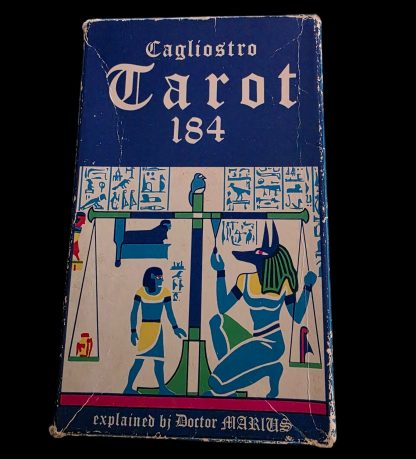 Cagliostro
Tarot
184
explained bj Doctor MARIUS